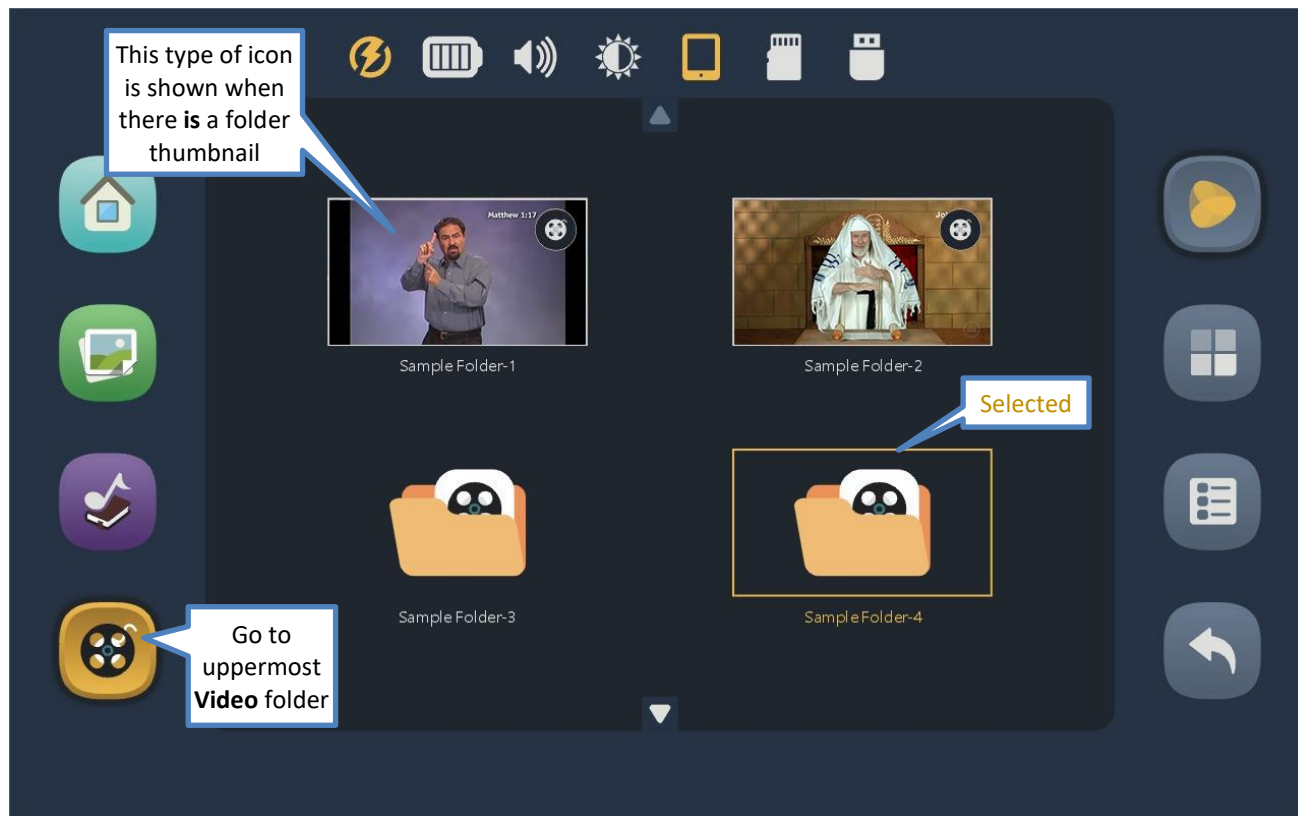 This type of icon
is shown when
there is a folder
thumbnail
Matthew 1:17
Sample Folder-1
Sample Folder-2
Selected
Sample Folder-3
Sample Folder-4
Go to
uppermost
Video folder